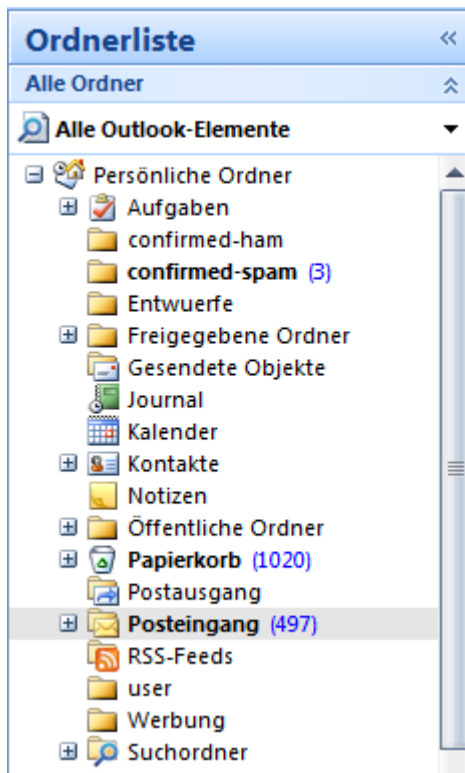 Ordnerliste
Alle Ordner
Alle Outlook-Elemente
Persönliche Ordner
Aufgaben
confirmed-ham
confirmed-spam (3)
Entwuerfe
Freigegebene Ordner
Gesendete Objekte
Journal
Kalender
Kontakte
Notizen
Öffentliche Ordner
Papierkorb (1020)
Postausgang
Posteingang (497)
RSS-Feeds
user
Werbung
Suchordner